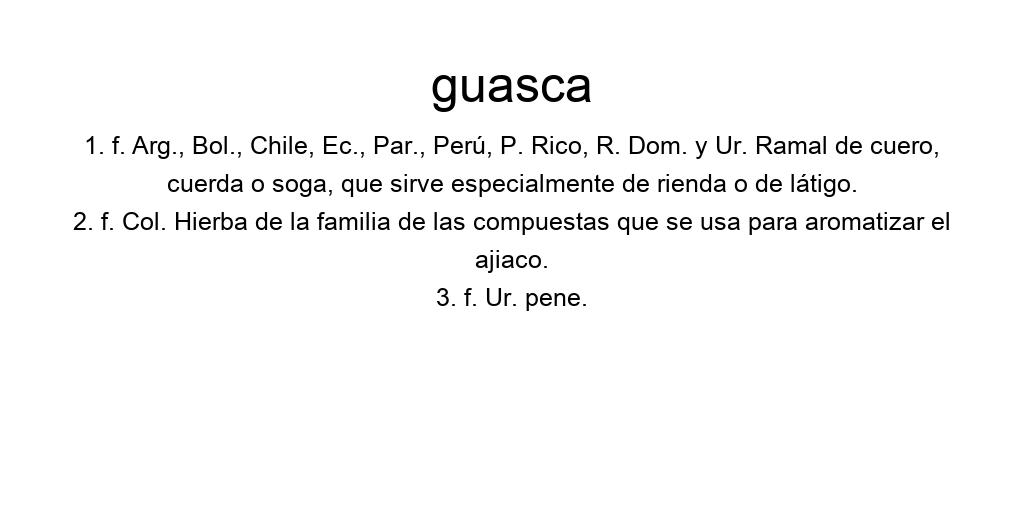 guasca
1. f. Arg., Bol., Chile, Ec., Par., Perú, P. Rico, R. Dom. y Ur. Ramal de cuero,
cuerda o soga, que sirve especialmente de rienda o de látigo.
2. f. Col. Hierba de la familia de las compuestas que se usa para aromatizar el
ajiaco.
3. f. Ur. pene.